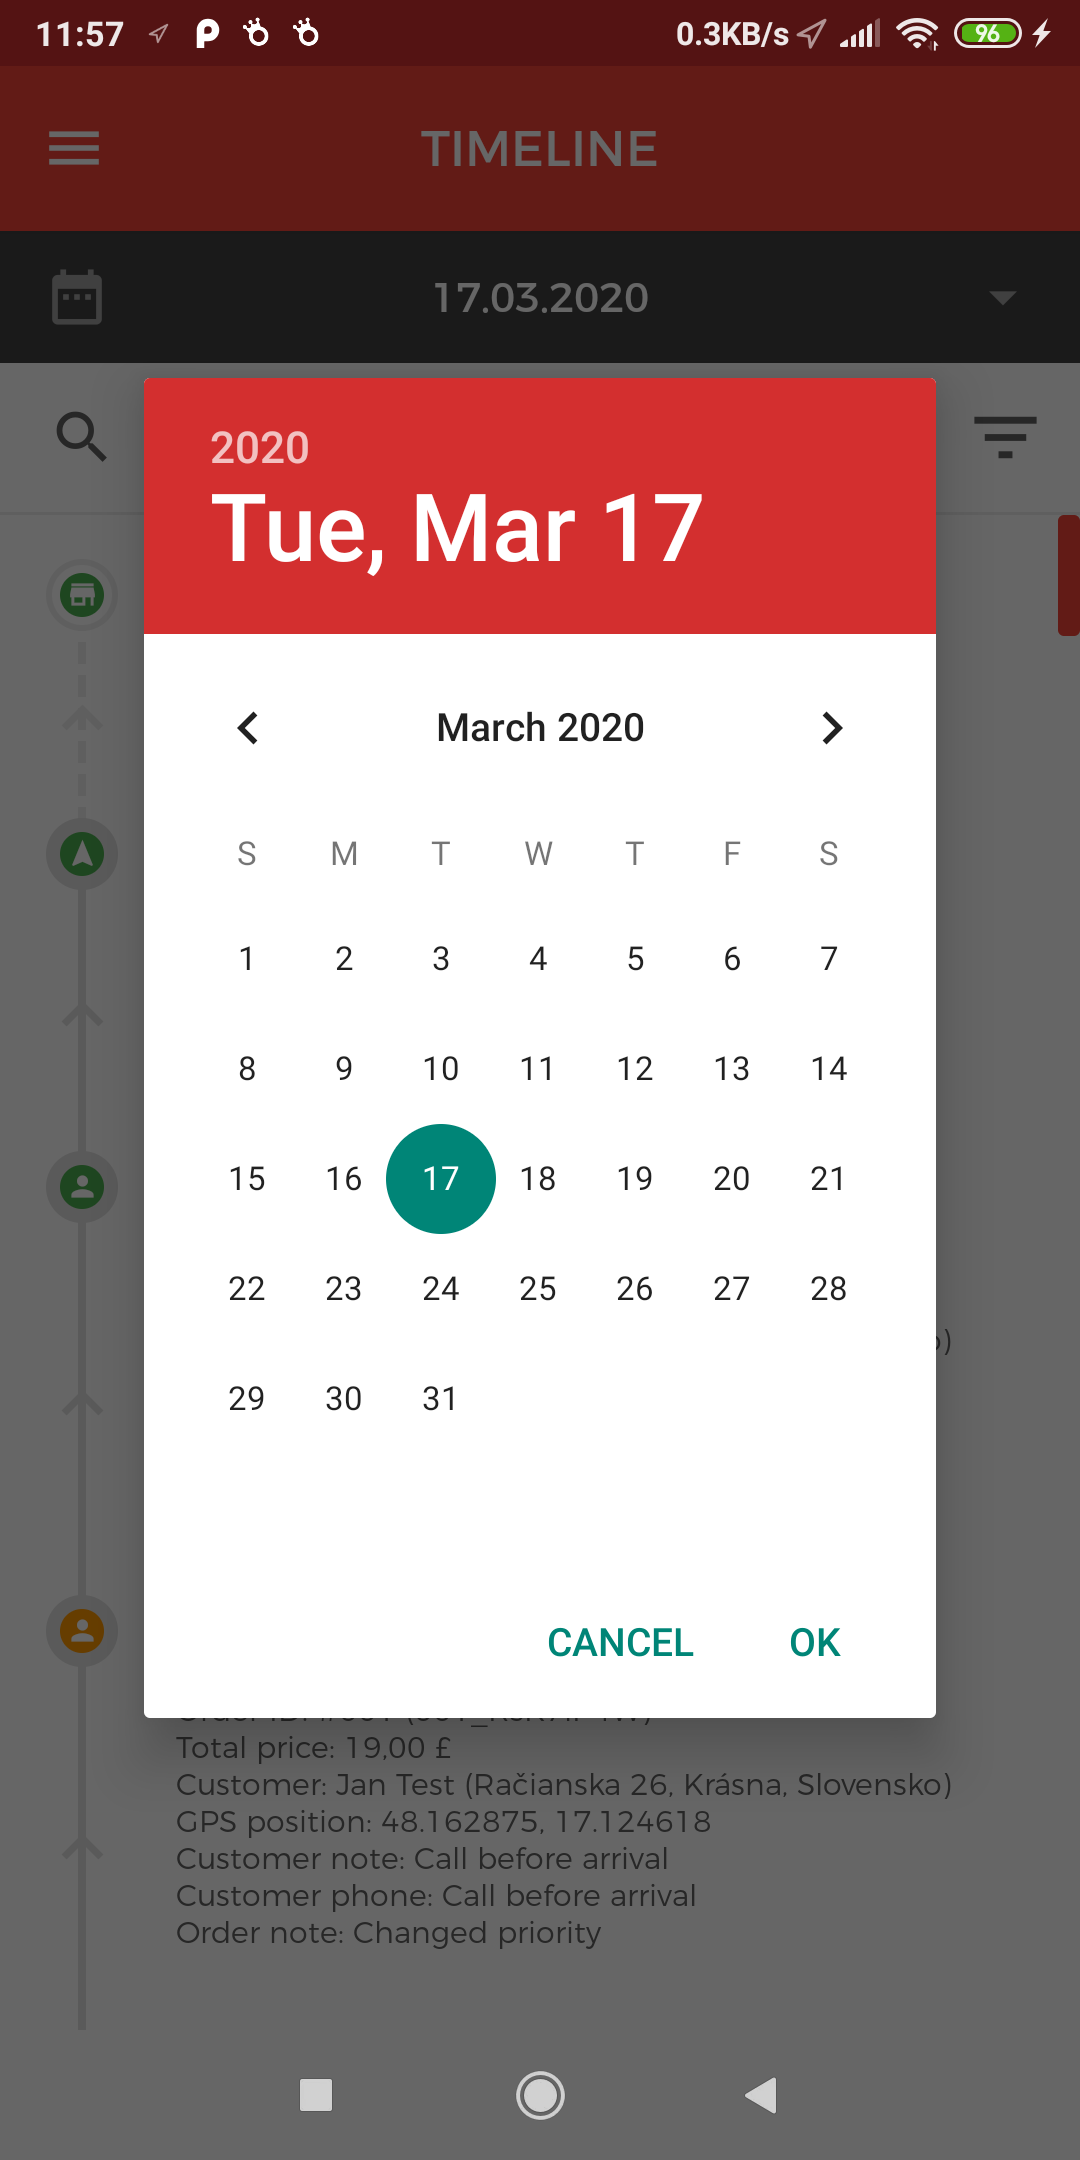 11:57
0.3KB/s
96
TIMELINE
17.03.2020
2020
Tue, Mar 17
March 2020
S M T W T F S
1 2 3 4 5 6 7
8 9 10 11 12 13 14
15 16 17 18 19 20 21
22 23 24 25 26 27 28
29 30 31
CANCEL OK
Total price: 19,00 £
Customer: Jan Test (Račianska 26, Krásna, Slovensko)
GPS position: 48.162875, 17.124618
Customer note: Call before arrival
Customer phone: Call before arrival
Order note: Changed priority